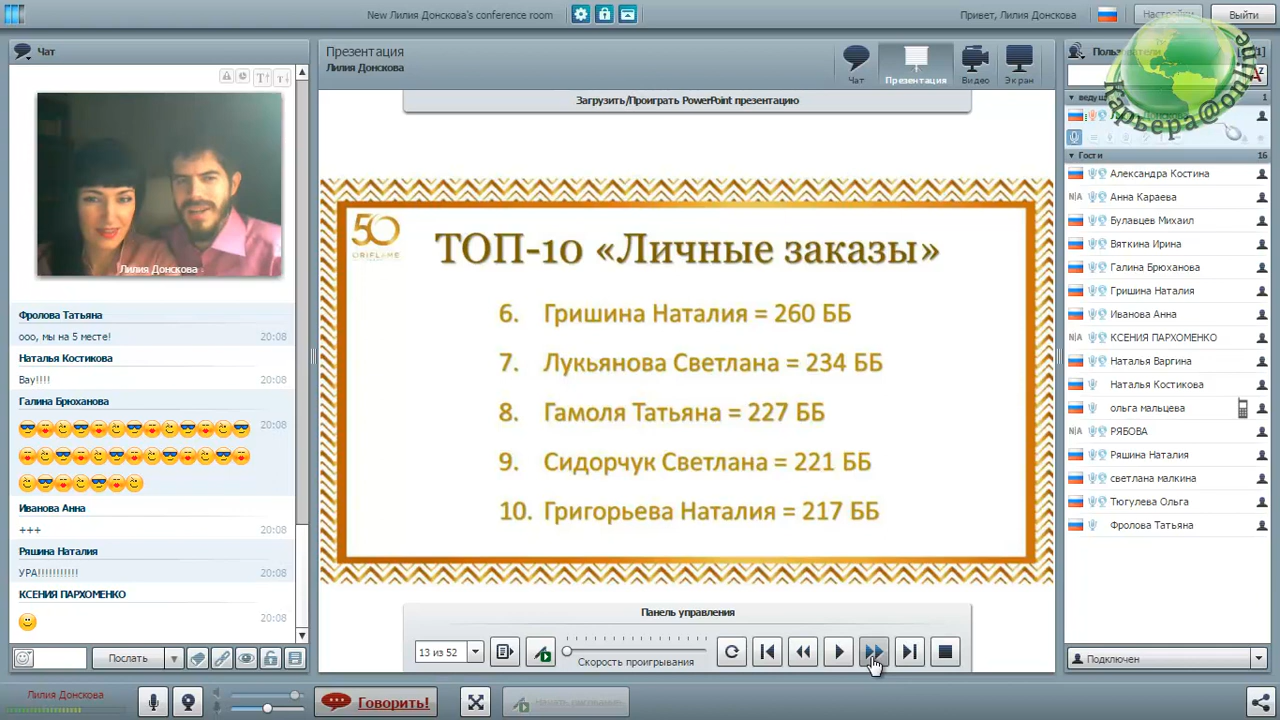 New Лилия Донскова's conference room
Привет, Лилия Донскова
Настройки
Выйти
Чат
Лилия Донскова
Фролова Татьяна
ооо, мы на 5 месте!
20:08
Наталья Костикова
Вау!!!!
20:08
Галина Брюханова
20:08
Иванова Анна
+++
20:08
Ряшина Наталия
УРА!!!!!!!!!!!
20:08
КСЕНИЯ ПАРХОМЕНКО
20:08
Послать
Презентация
Лилия Донскова
Чат
Презентация
Видео
Экран
Загрузить/Проиграть PowerPoint презентацию
50
ORIFLAME
ТОП-10 «Личные заказы»
6. Гришина Наталия = 260 ББ
7. Лукьянова Светлана = 234 ББ
8. Гамоля Татьяна = 227 ББ
9. Сидорчук Светлана = 221 ББ
10. Григорьева Наталия = 217 ББ
Панель управления
13 из 52
Скорость проигрывания
Карьера@online
1
Гости
16
Александра Костина
N/A Анна Караева
Булавцев Михаил
Вяткина Ирина
Галина Брюханова
Гришина Наталия
Иванова Анна
КСЕНИЯ ПАРХОМЕНКО
Наталья Варгина
Наталья Костикова
ольга мальцева
N/A РЯБОВА
Ряшина Наталия
светлана малкина
Тюгулева Ольга
Фролова Татьяна
Подключен
Лилия Донскова
Говорить!